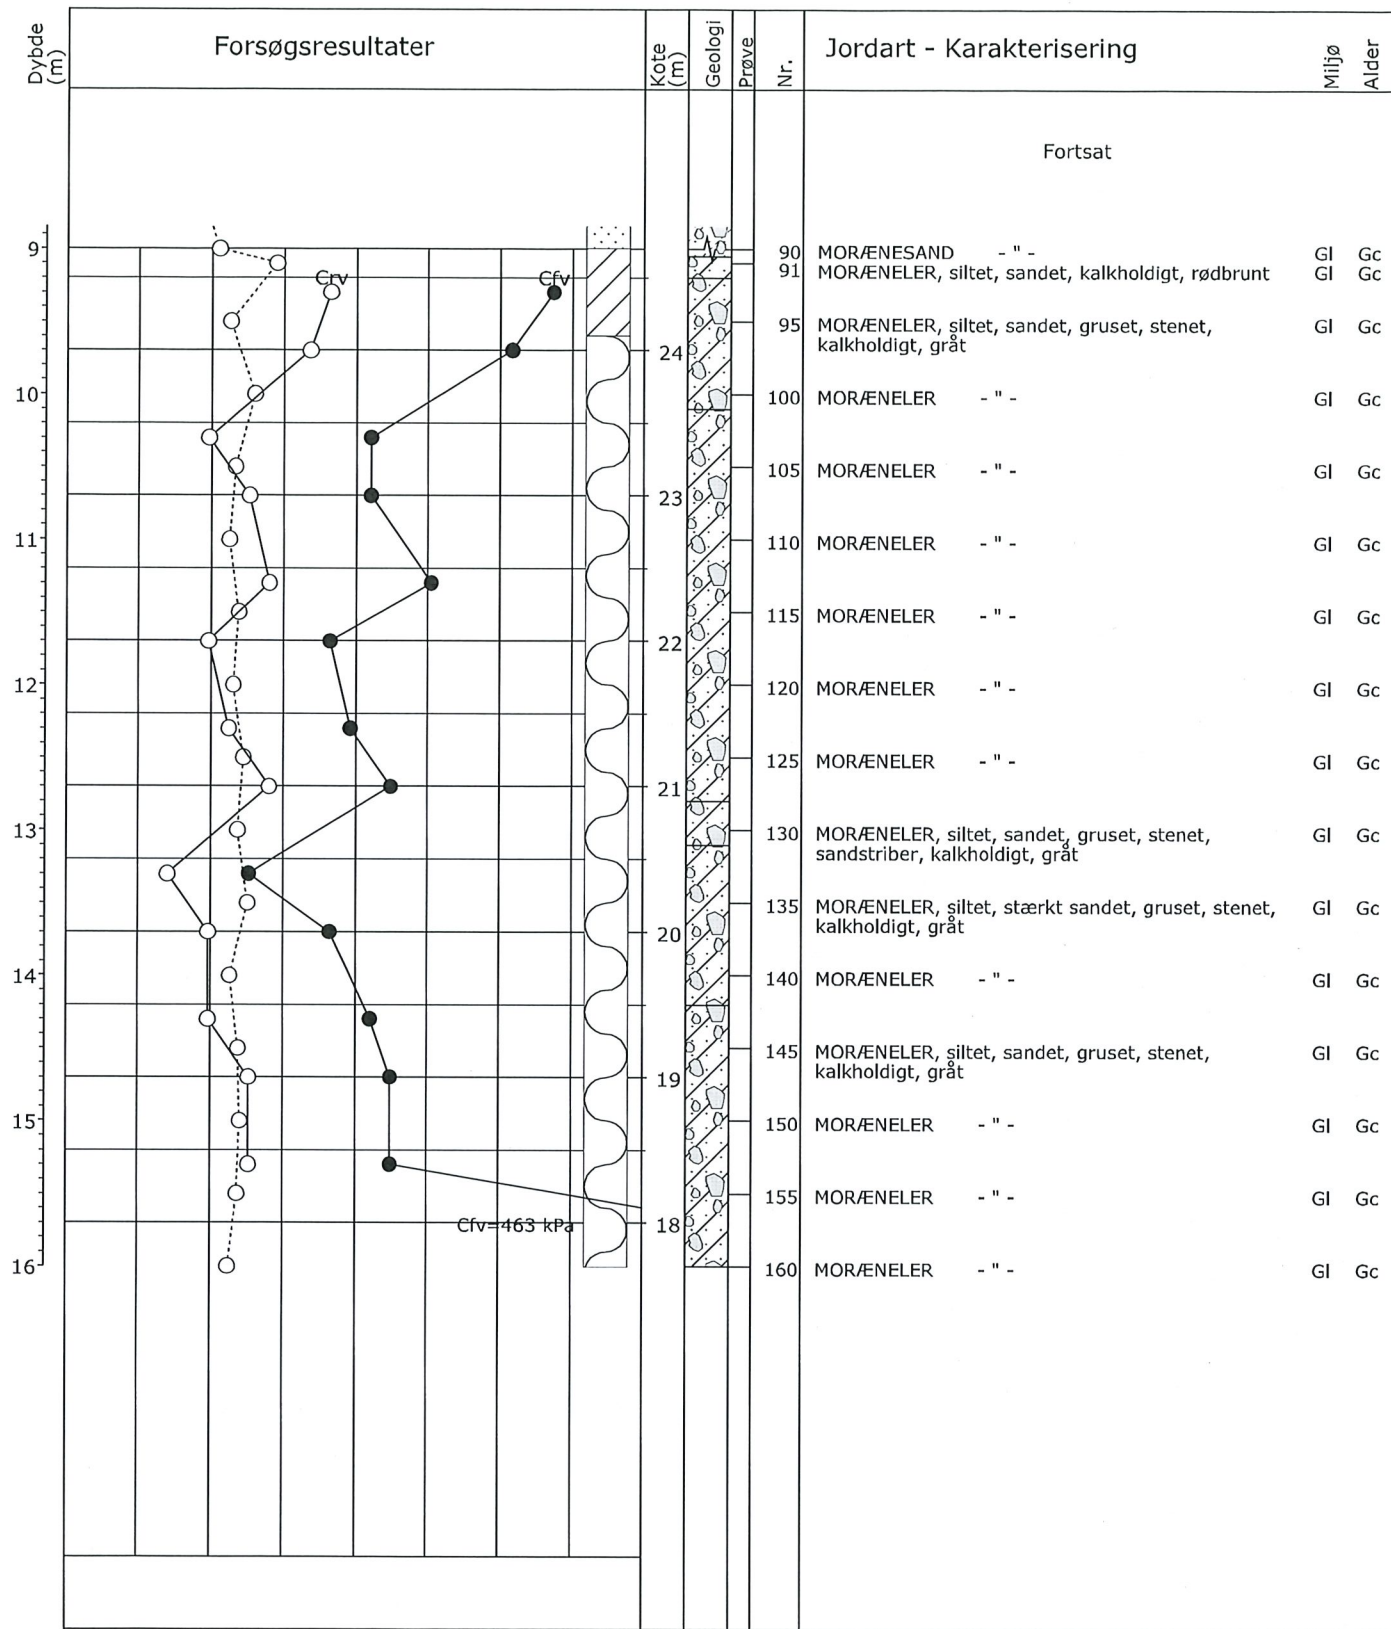 Dybde (m)
Forsøgsresultater
Kote (m)
Geologi
Prøve
Nr.
Jordart - Karakterisering
Miljø
Alder
Fortsat
9
90 MORÆNESAND - " - Gl Gc
Crv
Cfv
91 MORÆNELER, siltet, sandet, kalkholdigt, rødbrunt Gl Gc
95 MORÆNELER, siltet, sandet, gruset, stenet, Gl Gc
kalkholdigt, gråt
24
10
100 MORÆNELER - " - Gl Gc
105 MORÆNELER - " - Gl Gc
23
11
110 MORÆNELER - " - Gl Gc
115 MORÆNELER - " - Gl Gc
22
12
120 MORÆNELER - " - Gl Gc
125 MORÆNELER - " - Gl Gc
21
13
130 MORÆNELER, siltet, sandet, gruset, stenet, Gl Gc
sandstriber, kalkholdigt, gråt
135 MORÆNELER, siltet, stærkt sandet, gruset, stenet, Gl Gc
kalkholdigt, gråt
20
14
140 MORÆNELER - " - Gl Gc
145 MORÆNELER, siltet, sandet, gruset, stenet, Gl Gc
kalkholdigt, gråt
19
15
150 MORÆNELER - " - Gl Gc
155 MORÆNELER - " - Gl Gc
Cfv=463 kPa
18
16
160 MORÆNELER - " - Gl Gc